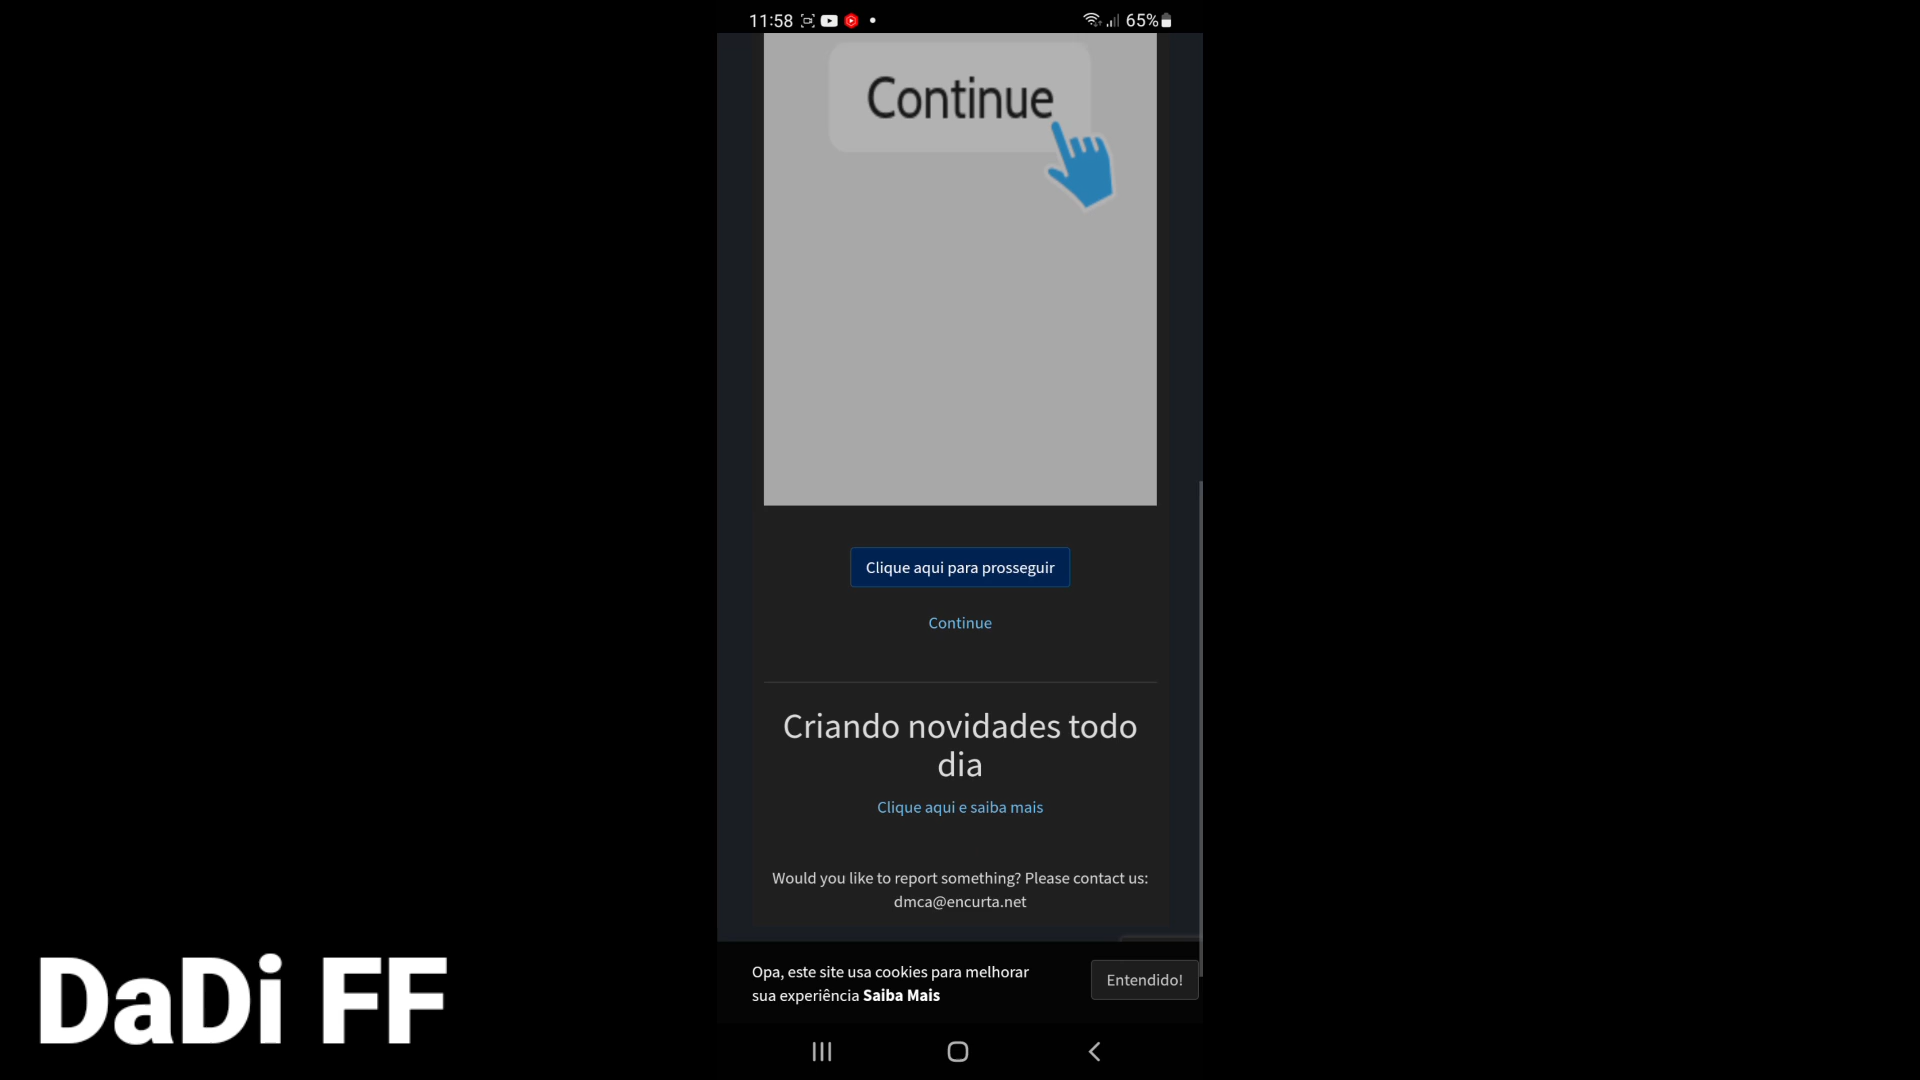 11:58
65%
Continue
Clique aqui para prosseguir
Continue
Criando novidades todo
dia
Clique aqui e saiba mais
Would you like to report something? Please contact us:
dmca@encurta.net
Opa, este site usa cookies para melhorar
sua experiência Saiba Mais
Entendido!
DaDi FF